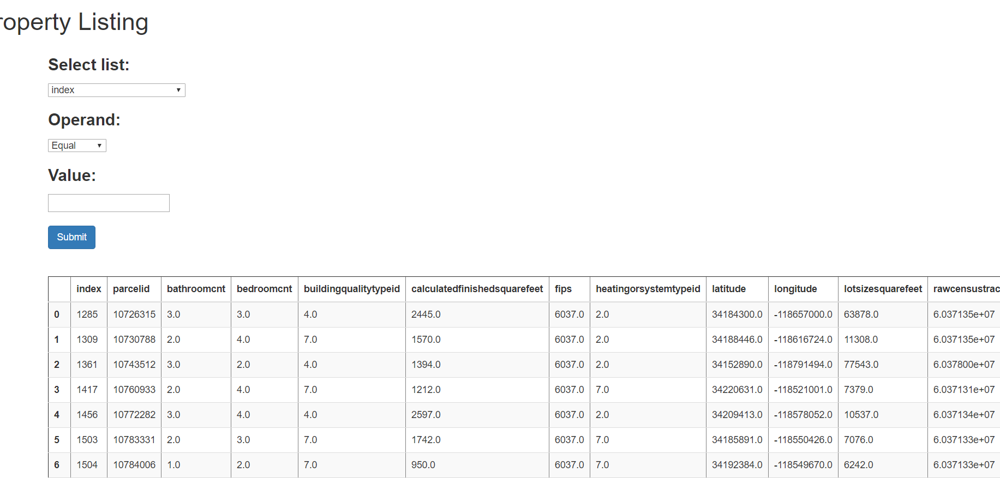 roperty Listing
Select list:
index
Operand:
Equal
Value:
Submit
index parcelid bathroomcnt bedroomcnt buildingqualitytypeid calculatedfinishedsquarefeet fips heatingorsystemtypeid latitude longitude lotsizesquarefeet rawcensustrac
0 1285 10726315 3.0 3.0 4.0 2445.0 6037.0 2.0 34184300.0 -118657000.0 63878.0 6.037135e+07
1 1309 10730788 2.0 4.0 7.0 1570.0 6037.0 2.0 34188446.0 -118616724.0 11308.0 6.037135e+07
2 1361 10743512 3.0 2.0 4.0 1394.0 6037.0 2.0 34152890.0 -118791494.0 77543.0 6.037800e+07
3 1417 10760933 2.0 4.0 7.0 1212.0 6037.0 7.0 34220631.0 -118521001.0 7379.0 6.037131e+07
4 1456 10772282 3.0 4.0 4.0 2597.0 6037.0 2.0 34209413.0 -118578052.0 10537.0 6.037134e+07
5 1503 10783331 2.0 3.0 7.0 1742.0 6037.0 7.0 34185891.0 -118550426.0 7076.0 6.037133e+07
6 1504 10784006 1.0 2.0 7.0 950.0 6037.0 7.0 34192384.0 -118549670.0 6242.0 6.037133e+07